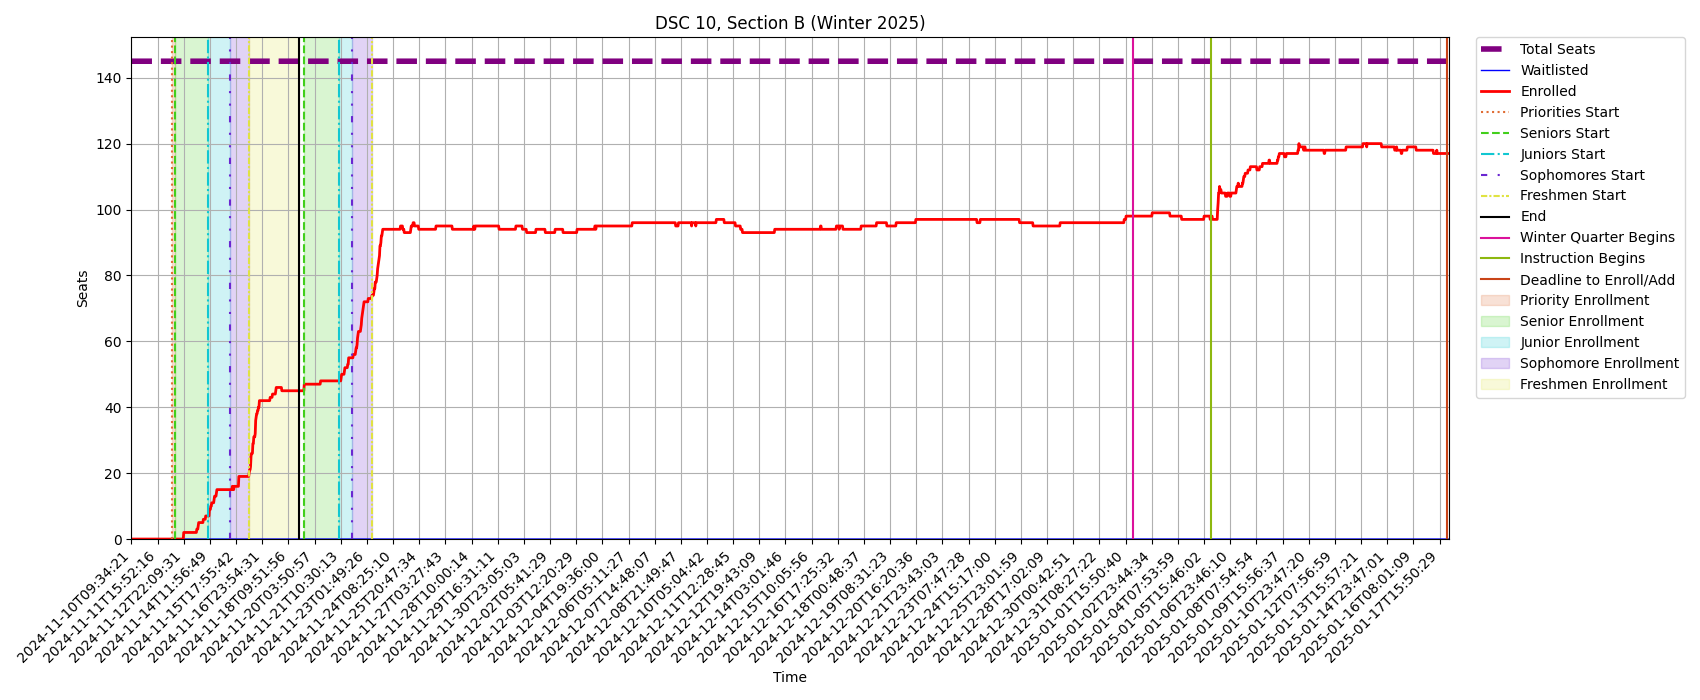 DSC 10, Section B (Winter 2025)
Seats
140
120
100
80
60
40
20
0
2024-11-10T09:34:21
2024-11-11T15:52:16
2024-11-12T22:09:31
2024-11-14T11:56:49
2024-11-15T17:55:42
2024-11-16T23:54:31
2024-11-18T09:51:56
2024-11-20T03:50:57
2024-11-21T10:30:13
2024-11-23T01:49:26
2024-11-24T08:25:10
2024-11-25T20:47:34
2024-11-27T03:27:43
2024-11-28T10:00:14
2024-11-29T16:31:11
2024-11-30T23:05:03
2024-12-02T05:41:29
2024-12-03T12:20:29
2024-12-04T19:36:00
2024-12-06T05:11:27
2024-12-07T14:48:07
2024-12-08T21:49:47
2024-12-10T05:04:42
2024-12-11T12:28:45
2024-12-12T19:43:09
2024-12-14T03:01:46
2024-12-15T10:05:56
2024-12-16T17:25:32
2024-12-18T00:48:37
2024-12-19T08:31:23
2024-12-20T16:20:36
2024-12-21T23:43:03
2024-12-23T07:47:28
2024-12-24T15:17:00
2024-12-25T23:01:59
2024-12-28T17:02:09
2024-12-30T00:42:51
2024-12-31T08:27:22
2025-01-01T15:50:40
2025-01-02T23:44:34
2025-01-04T07:53:59
2025-01-05T15:46:02
2025-01-06T23:46:10
2025-01-08T07:54:54
2025-01-09T15:56:37
2025-01-10T23:47:20
2025-01-12T07:56:59
2025-01-13T15:57:21
2025-01-14T23:47:01
2025-01-16T08:01:09
2025-01-17T15:50:29
Time
Total Seats
Waitlisted
Enrolled
Priorities Start
Seniors Start
Juniors Start
Sophomores Start
Freshmen Start
End
Winter Quarter Begins
Instruction Begins
Deadline to Enroll/Add
Priority Enrollment
Senior Enrollment
Junior Enrollment
Sophomore Enrollment
Freshmen Enrollment